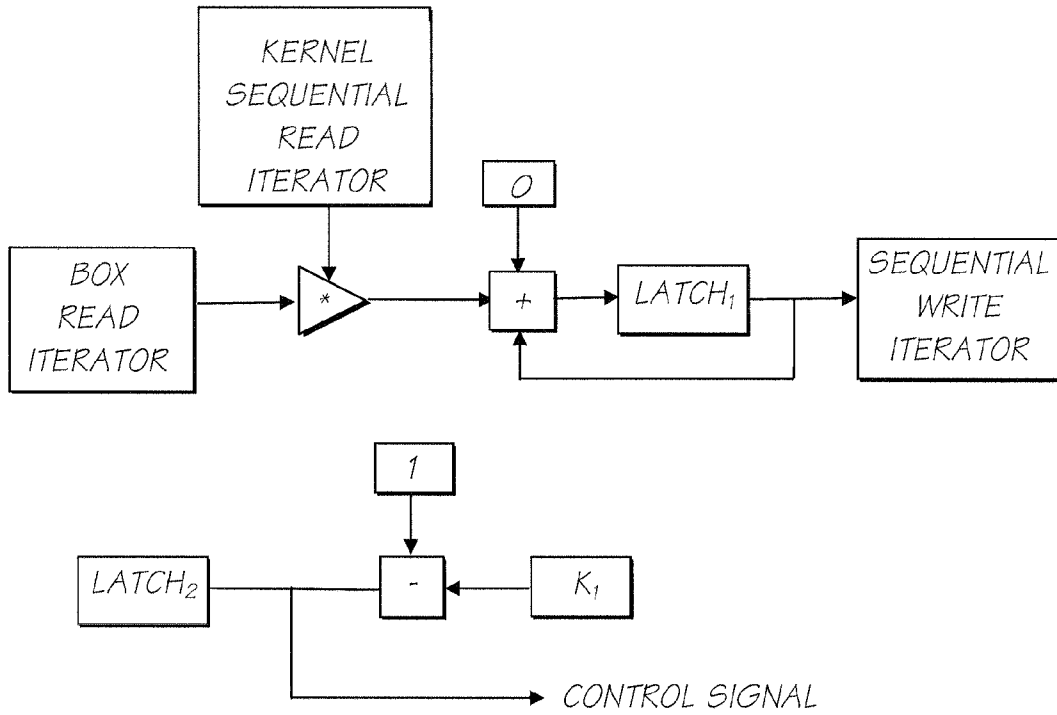 KERNEL
SEQUENTIAL
READ
ITERATOR
0
BOX
READ
ITERATOR
*
+
LATCH₁
SEQUENTIAL
WRITE
ITERATOR
1
LATCH₂
-
K₁
CONTROL SIGNAL